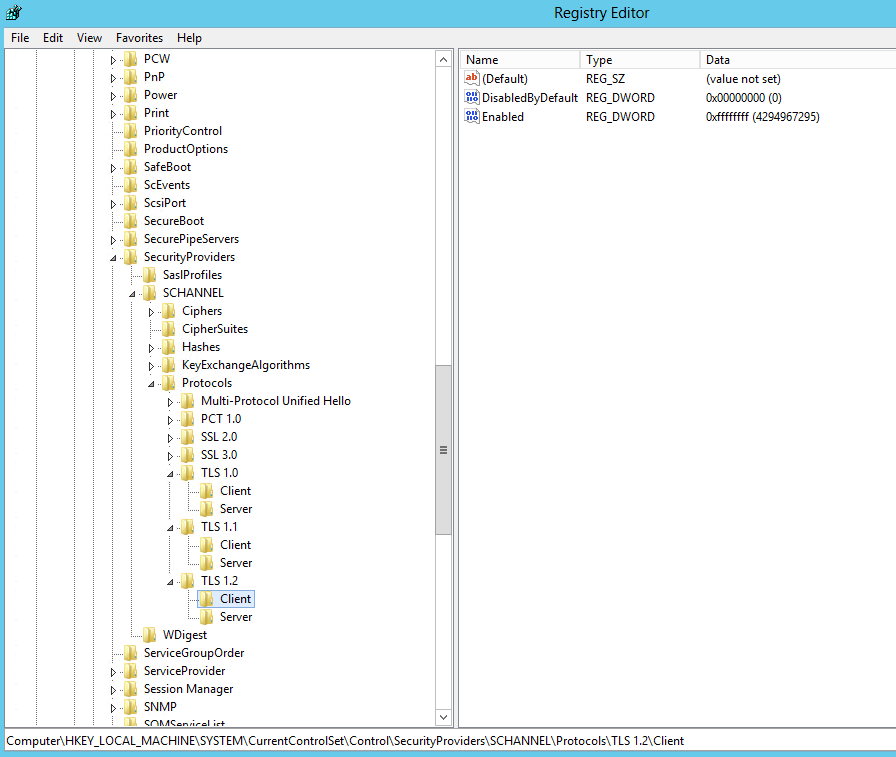 Registry Editor
File Edit View Favorites Help
PCW
PnP
Power
Print
PriorityControl
ProductOptions
SafeBoot
ScEvents
ScsiPort
SecureBoot
SecurePipeServers
SecurityProviders
SaslProfiles
SCHANNEL
Ciphers
CipherSuites
Hashes
KeyExchangeAlgorithms
Protocols
Multi-Protocol Unified Hello
PCT 1.0
SSL 2.0
SSL 3.0
TLS 1.0
Client
Server
TLS 1.1
Client
Server
TLS 1.2
Client
Server
WDigest
ServiceGroupOrder
ServiceProvider
Session Manager
SNMP
SQMServiceList
Name Type Data
(Default) REG_SZ (value not set)
DisabledByDefault REG_DWORD 0x00000000 (0)
Enabled REG_DWORD 0xffffffff (4294967295)
Computer\HKEY_LOCAL_MACHINE\SYSTEM\CurrentControlSet\Control\SecurityProviders\SCHANNEL\Protocols\TLS 1.2\Client